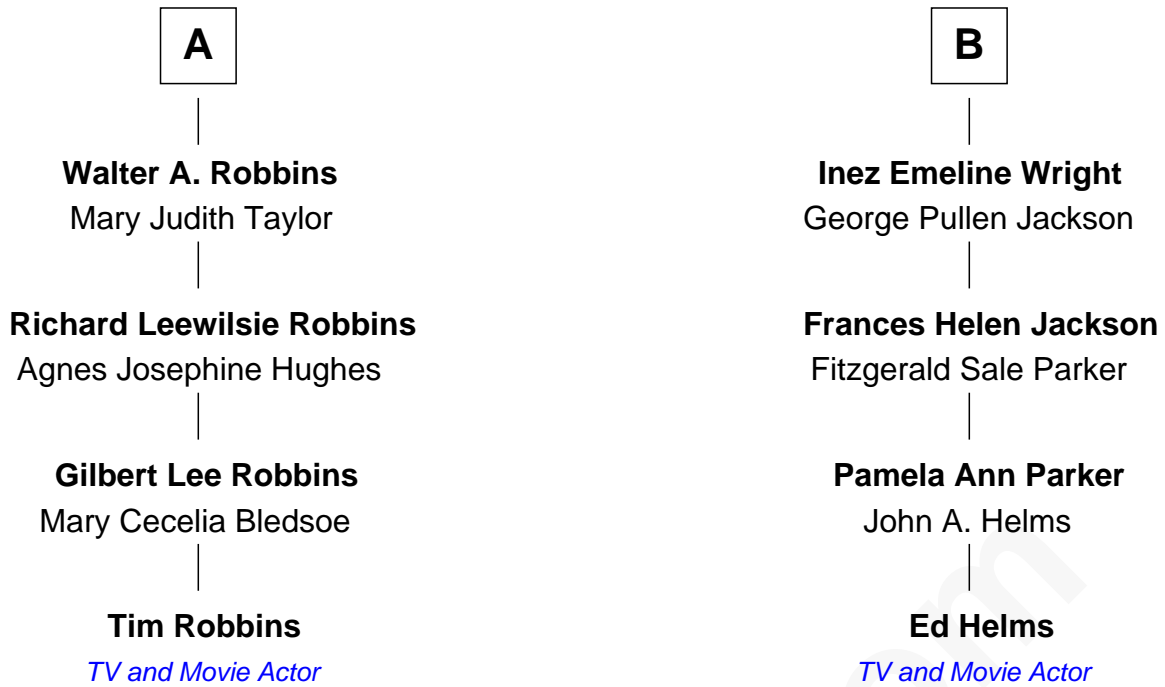 A
Walter A. Robbins
Mary Judith Taylor
Richard Leewilsie Robbins
Agnes Josephine Hughes
Gilbert Lee Robbins
Mary Cecelia Bledsoe
Tim Robbins
TV and Movie Actor
B
Inez Emeline Wright
George Pullen Jackson
Frances Helen Jackson
Fitzgerald Sale Parker
Pamela Ann Parker
John A. Helms
Ed Helms
TV and Movie Actor